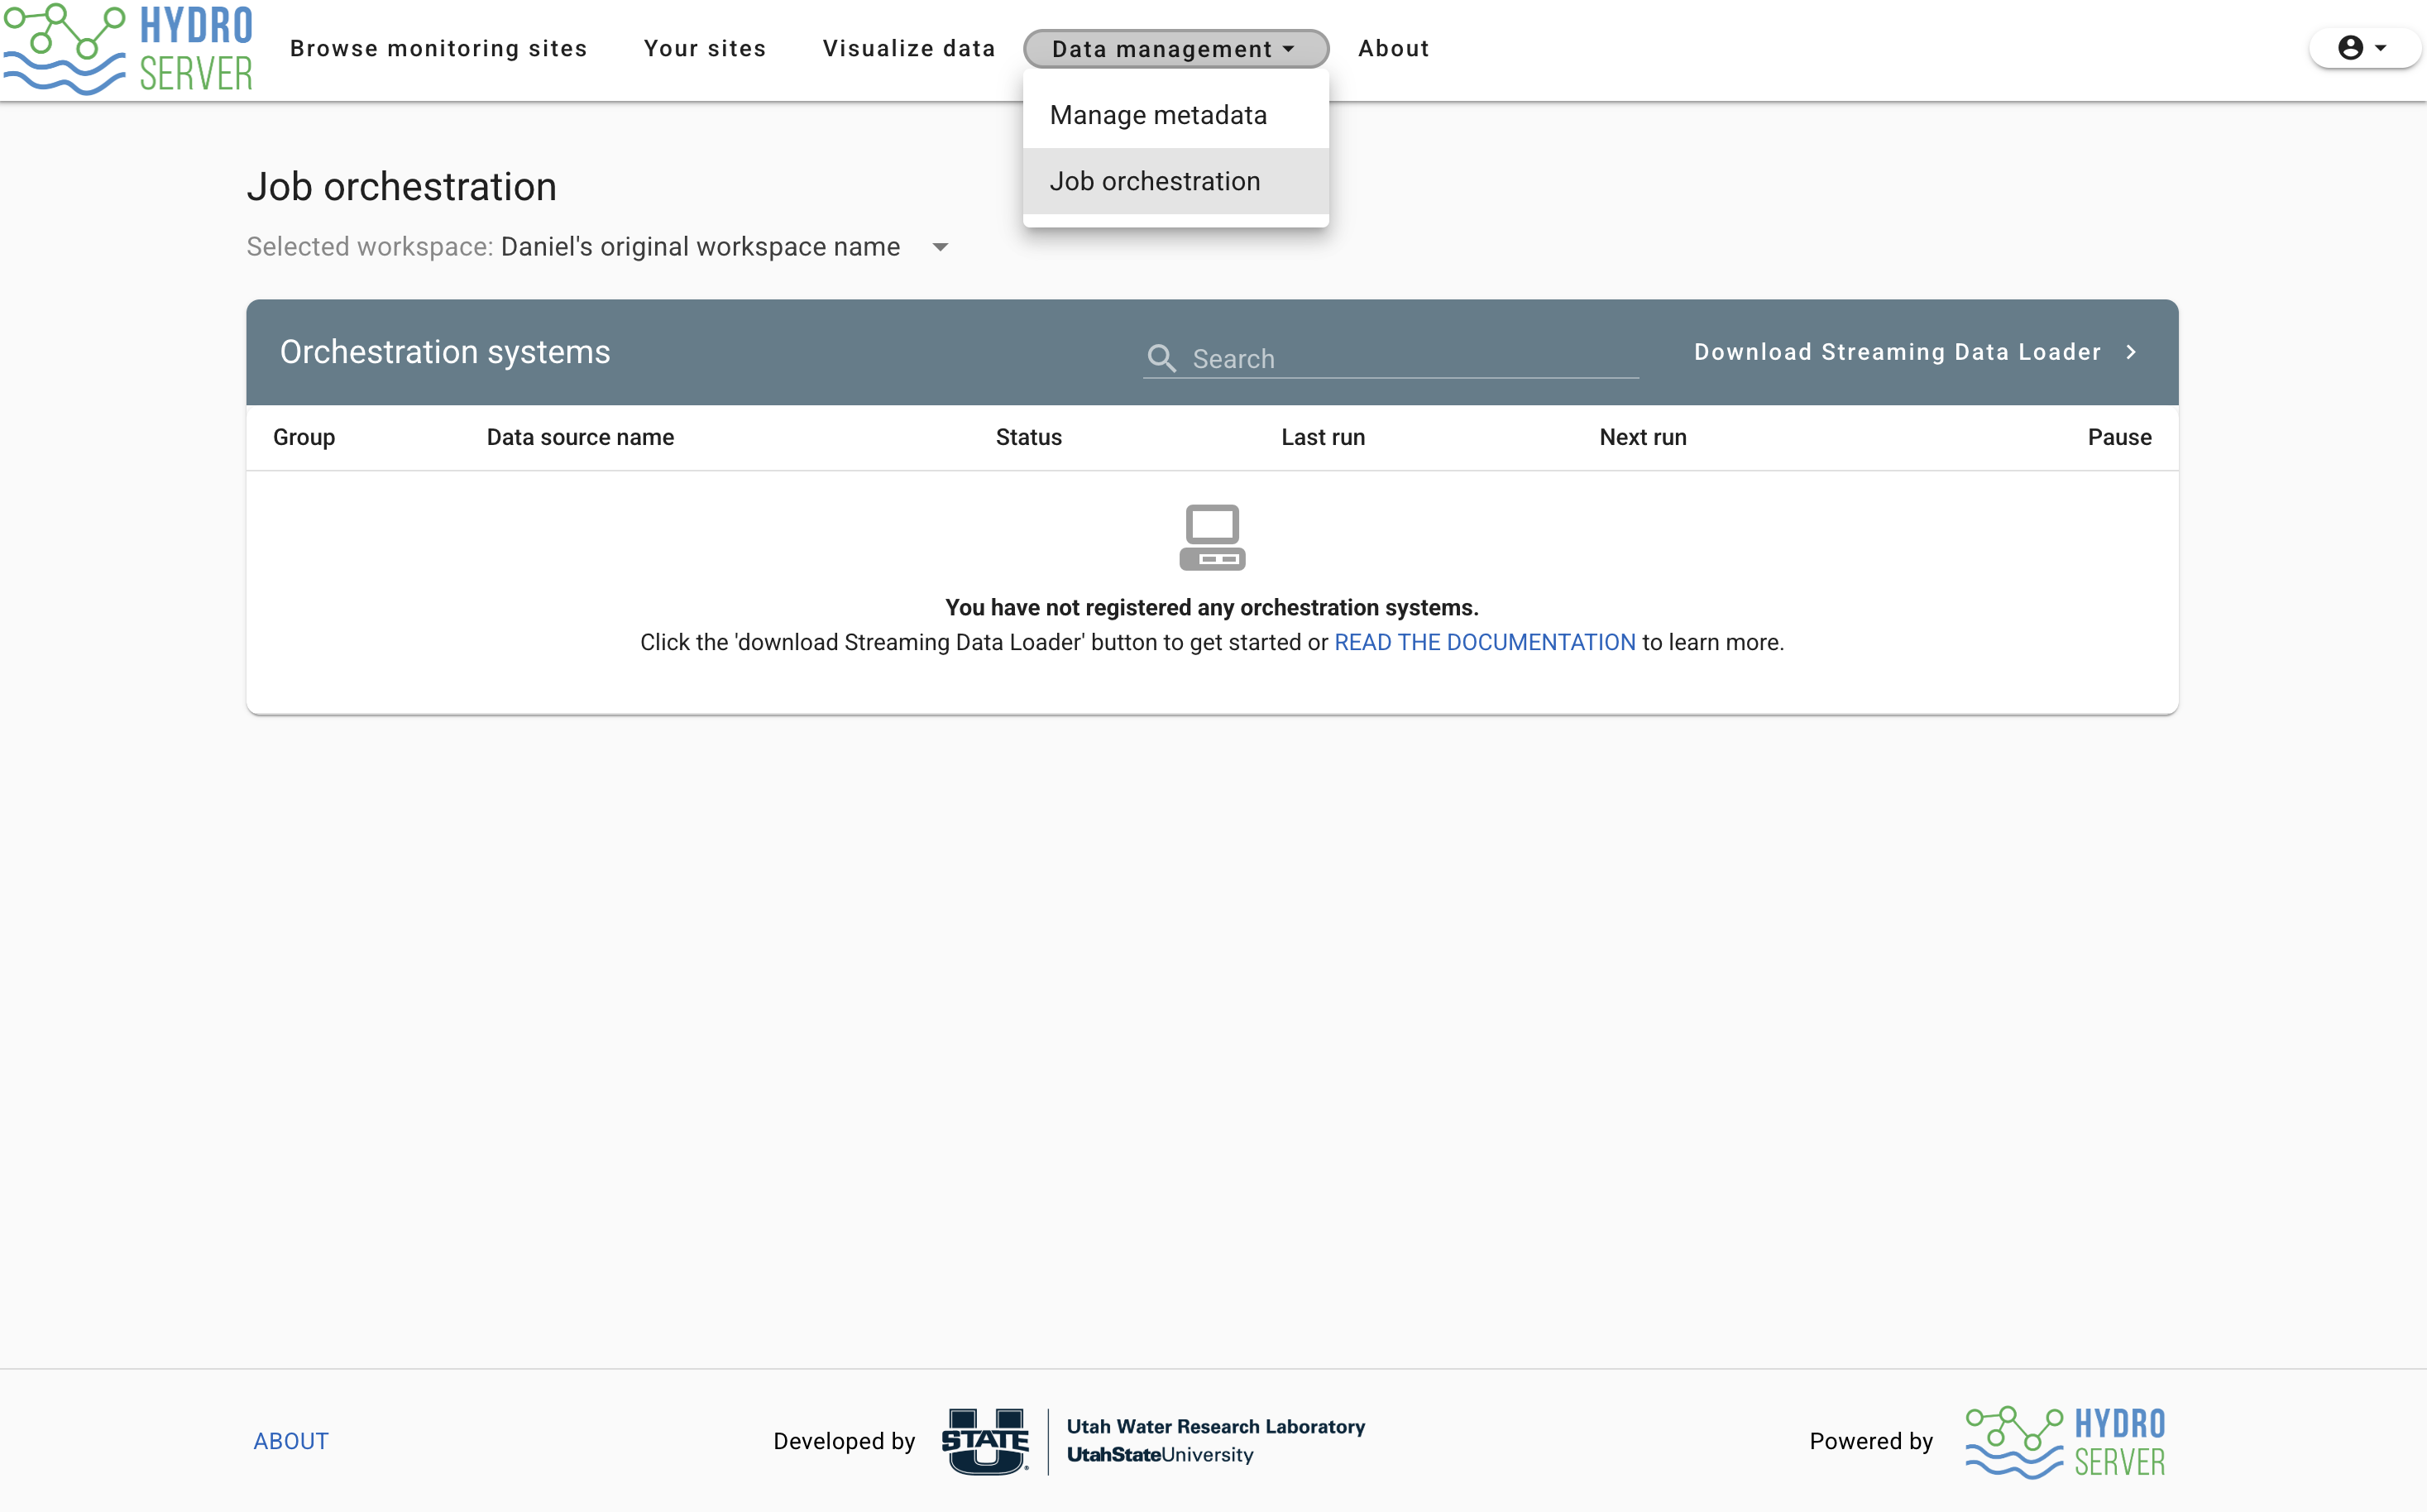 HYDRO
SERVER
Browse monitoring sites Your sites Visualize data Data management About
Manage metadata
Job orchestration
Job orchestration
Selected workspace: Daniel's original workspace name
Orchestration systems Search Download Streaming Data Loader
Group Data source name Status Last run Next run Pause
You have not registered any orchestration systems.
Click the 'download Streaming Data Loader' button to get started or READ THE DOCUMENTATION to learn more.
ABOUT
Developed by
U STATE
Utah Water Research Laboratory
UtahStateUniversity
Powered by
HYDRO
SERVER